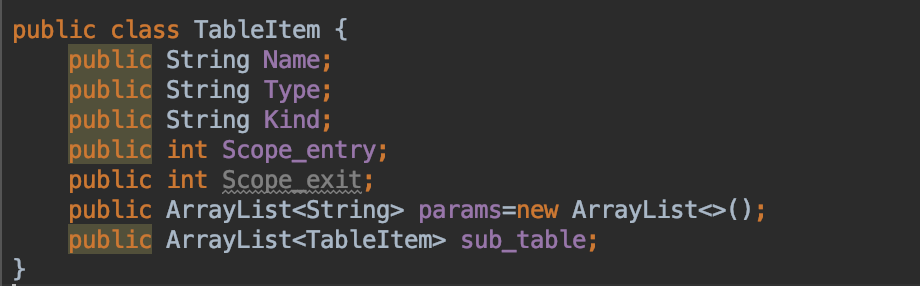 public class TableItem {
public String Name;
public String Type;
public String Kind;
public int Scope_entry;
public int Scope_exit;
public ArrayList<String> params=new ArrayList<>();
public ArrayList<TableItem> sub_table;
}